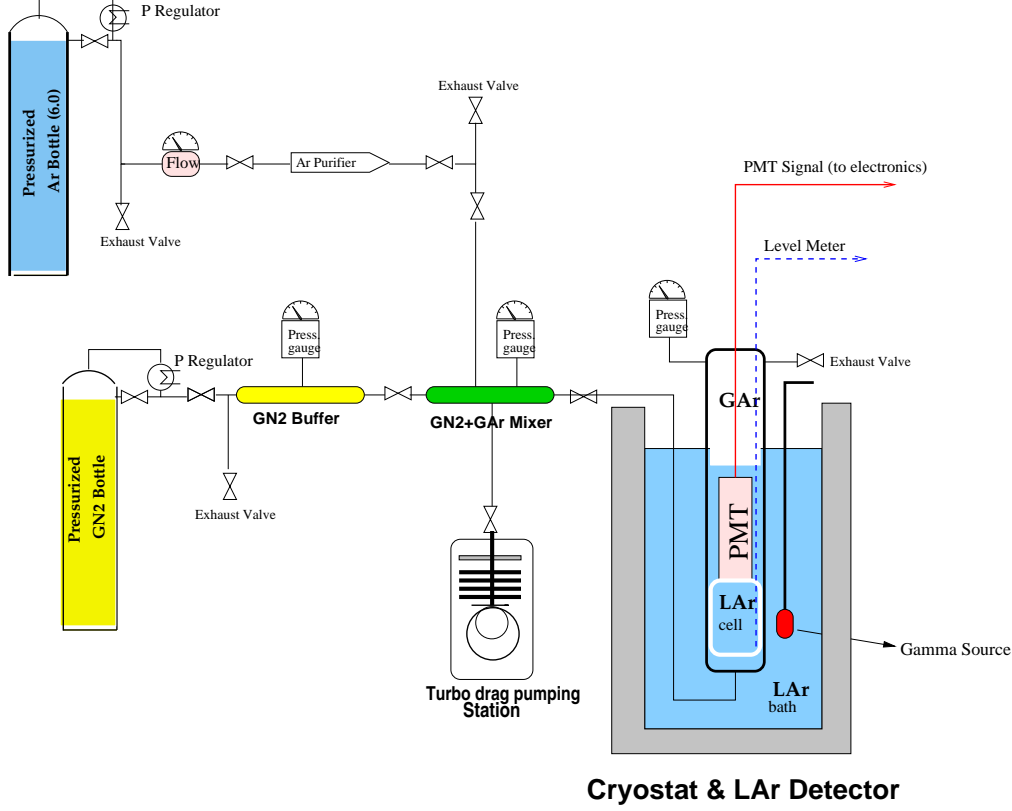 P Regulator
Pressurized
Ar Bottle (6.0)
Exhaust Valve
Flow
Ar Purifier
Exhaust Valve
PMT Signal (to electronics)
Level Meter
Press.
gauge
Press.
gauge
Press.
gauge
P Regulator
Exhaust Valve
GAr
GN2 Buffer
GN2+GAr Mixer
Pressurized
GN2 Bottle
Exhaust Valve
PMT
LAr
cell
Gamma Source
LAr
bath
Turbo drag pumping
Station
Cryostat & LAr Detector